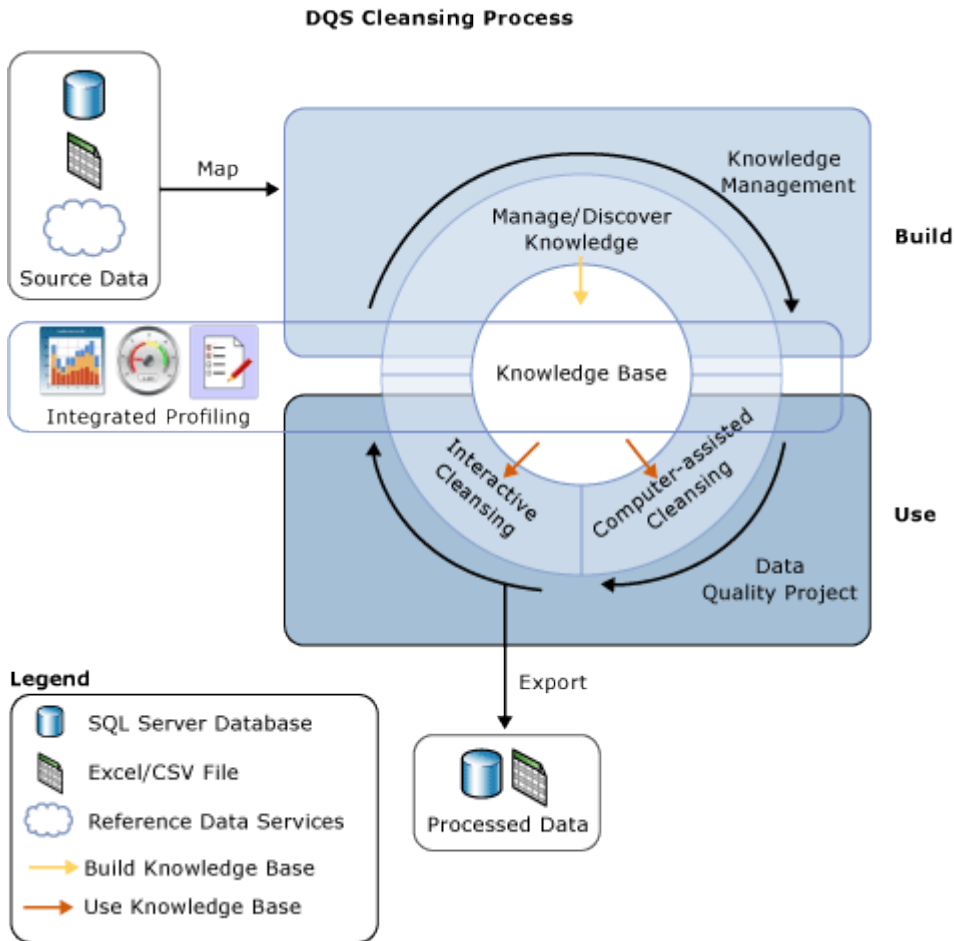 DQS Cleansing Process
Source Data
Map
Knowledge
Management
Manage/Discover
Knowledge
Build
Integrated Profiling
Knowledge Base
Interactive
Cleansing
Computer-assisted
Cleansing
Use
Data
Quality Project
Export
Processed Data
Legend
SQL Server Database
Excel/CSV File
Reference Data Services
Build Knowledge Base
Use Knowledge Base